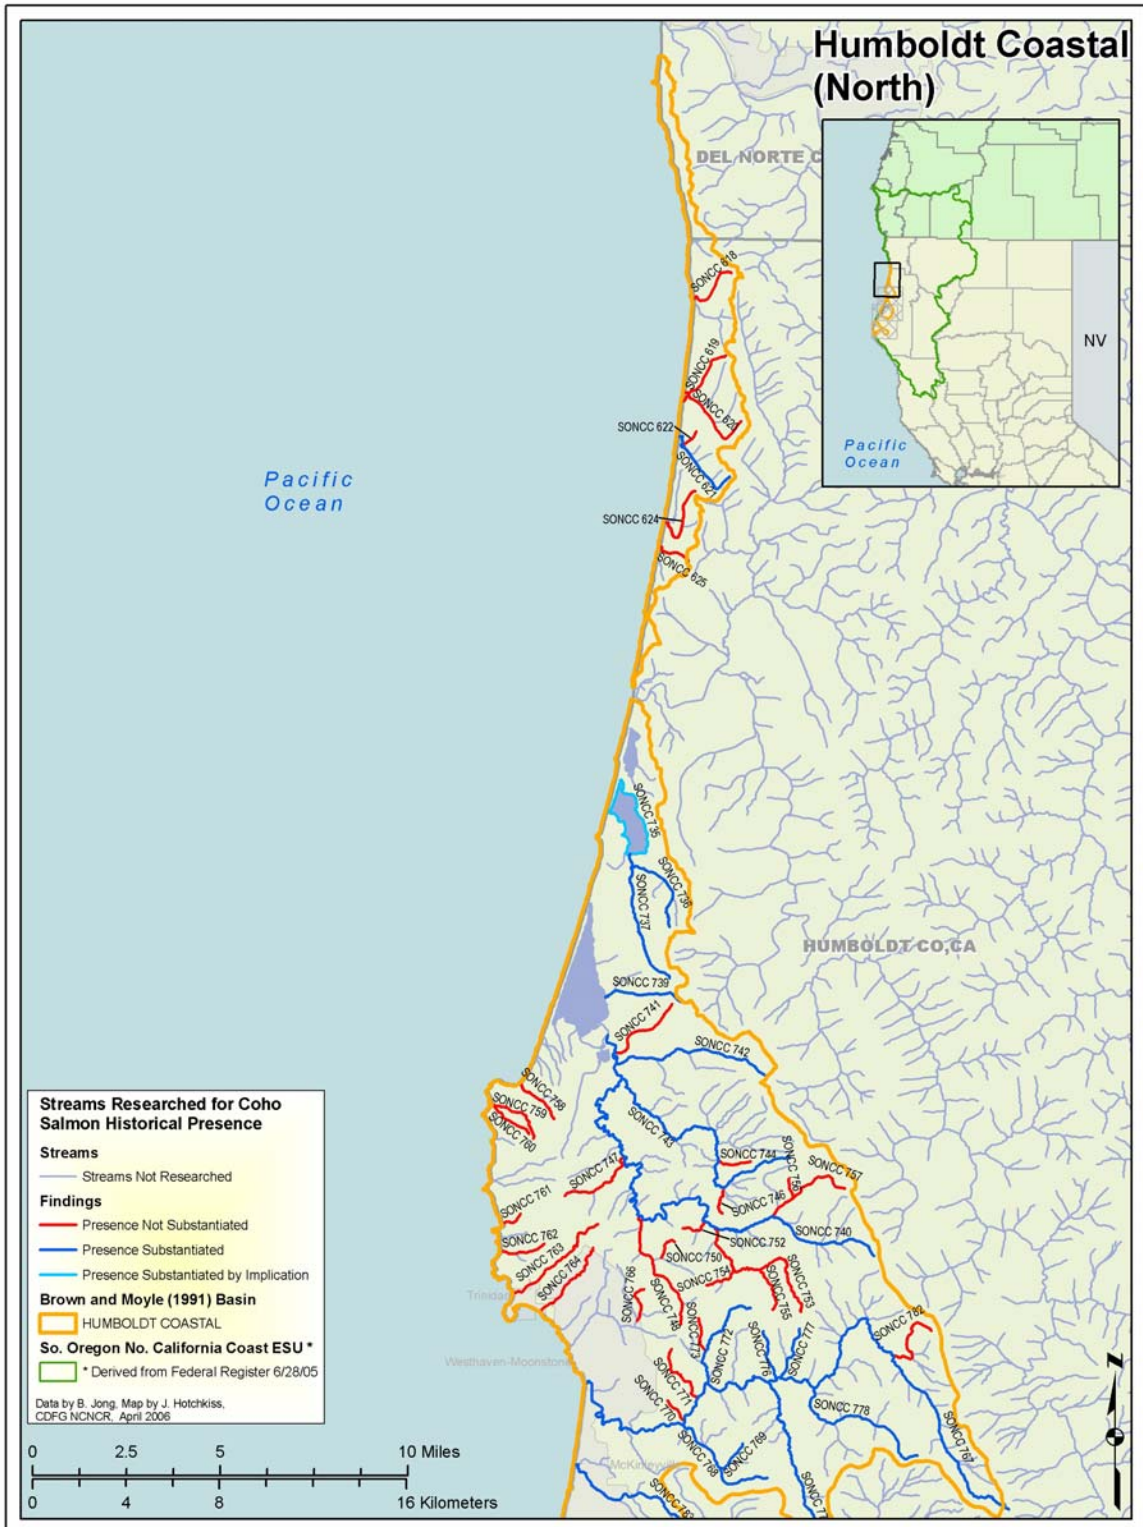 Humboldt Coastal
(North)
DEL NORTE C
NV
Pacific
Ocean
Pacific
Ocean
SONCC 618
SONCC 619
SONCC 620
SONCC 622
SONCC 621
SONCC 624
SONCC 625
SONCC 735
SONCC 736
SONCC 737
HUMBOLDT CO,CA
SONCC 739
SONCC 741
SONCC 742
SONCC 758
SONCC 759
SONCC 760
SONCC 743
SONCC 744
SONCC 747
SONCC 756
SONCC 757
SONCC 746
SONCC 761
SONCC 740
SONCC 762
SONCC 752
SONCC 763
SONCC 750
SONCC 764
SONCC 754
SONCC 766
SONCC 748
SONCC 755
SONCC 753
Trinidad
SONCC 773
SONCC 772
SONCC 776
SONCC 777
SONCC 782
Westhaven-Moonstone
SONCC 771
SONCC 770
SONCC 778
SONCC 769
SONCC 768
SONCC 767
McKinleyville
Streams Researched for Coho
Salmon Historical Presence
Streams
Streams Not Researched
Findings
Presence Not Substantiated
Presence Substantiated
Presence Substantiated by Implication
Brown and Moyle (1991) Basin
HUMBOLDT COASTAL
So. Oregon No. California Coast ESU *
* Derived from Federal Register 6/28/05
Data by B. Jong, Map by J. Hotchkiss,
CDFG NCNCR, April 2006
0 2.5 5 10 Miles
0 4 8 16 Kilometers
N